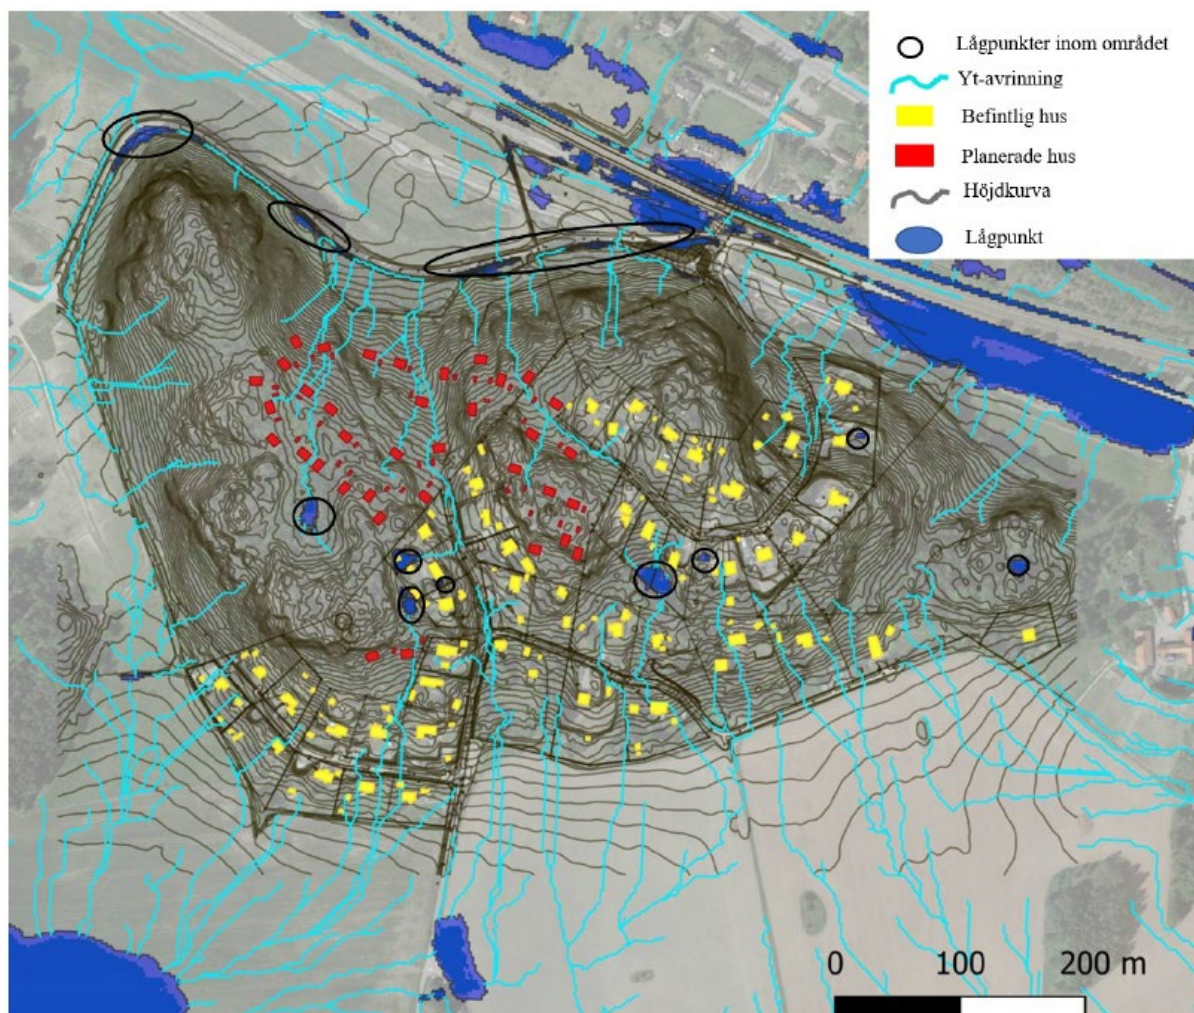 Lågpunkter inom området
Yt-avrinning
Befintlig hus
Planerade hus
Höjdkurva
Lågpunkt
0 100 200 m